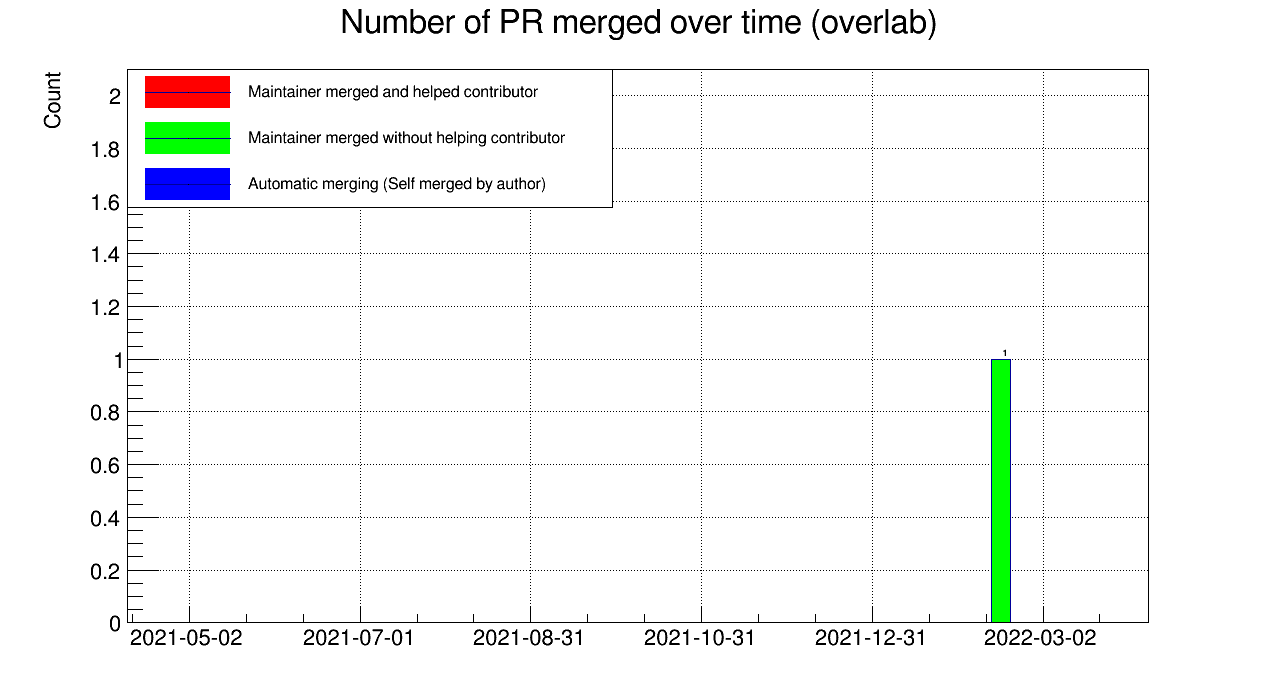 Number of PR merged over time (overlab)
Count
Maintainer merged and helped contributor
Maintainer merged without helping contributor
Automatic merging (Self merged by author)
2
1.8
1.6
1.4
1.2
1
0.8
0.6
0.4
0.2
0
1
2021-05-02 2021-07-01 2021-08-31 2021-10-31 2021-12-31 2022-03-02